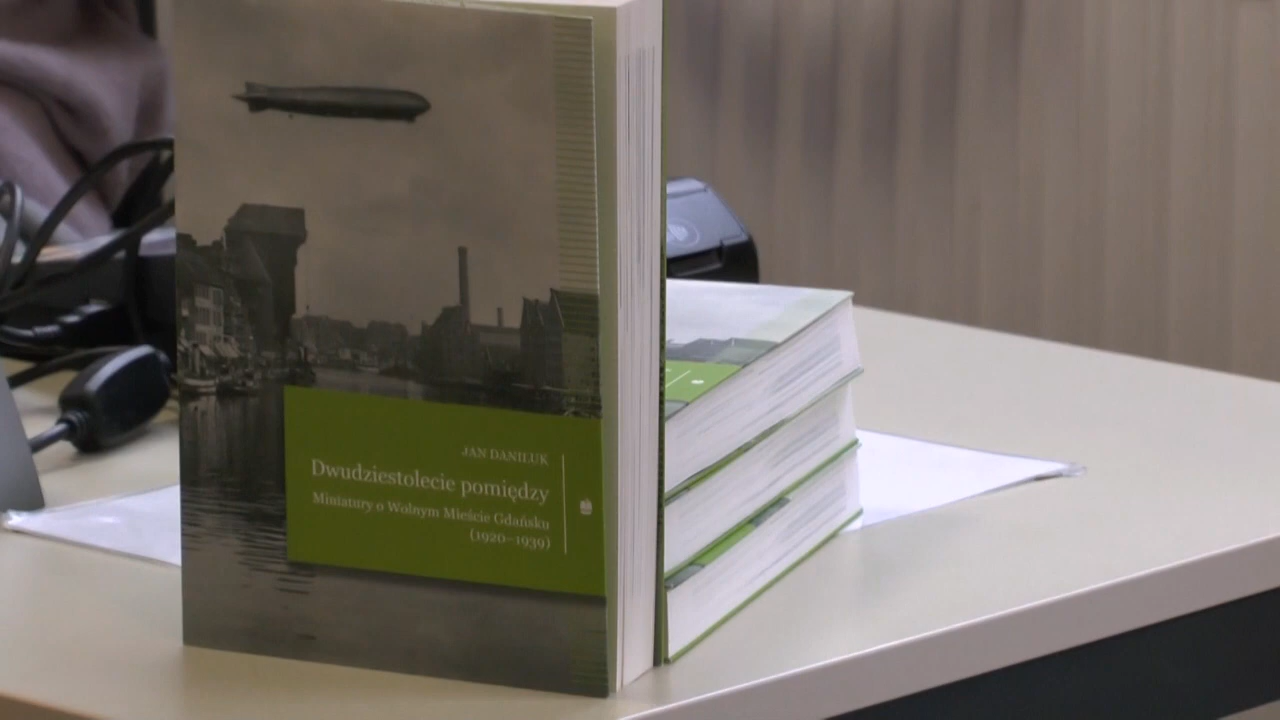 JAN DANILUK
Dwudziestolecie pomiędzy
Miniatury o Wolnym Mieście Gdańsku
(1920–1939)